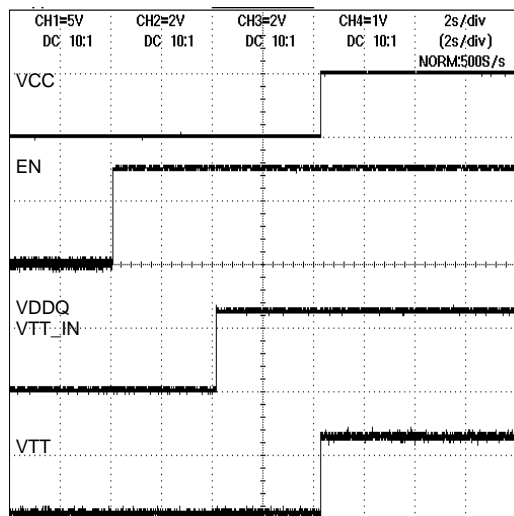 CH1=5V CH2=2V CH3=2V CH4=1V 2s/div
DC 10:1 DC 10:1 DC 10:1 DC 10:1 (2s/div)
NORM:500S/s
VCC
EN
VDDQ
VTT_IN
VTT